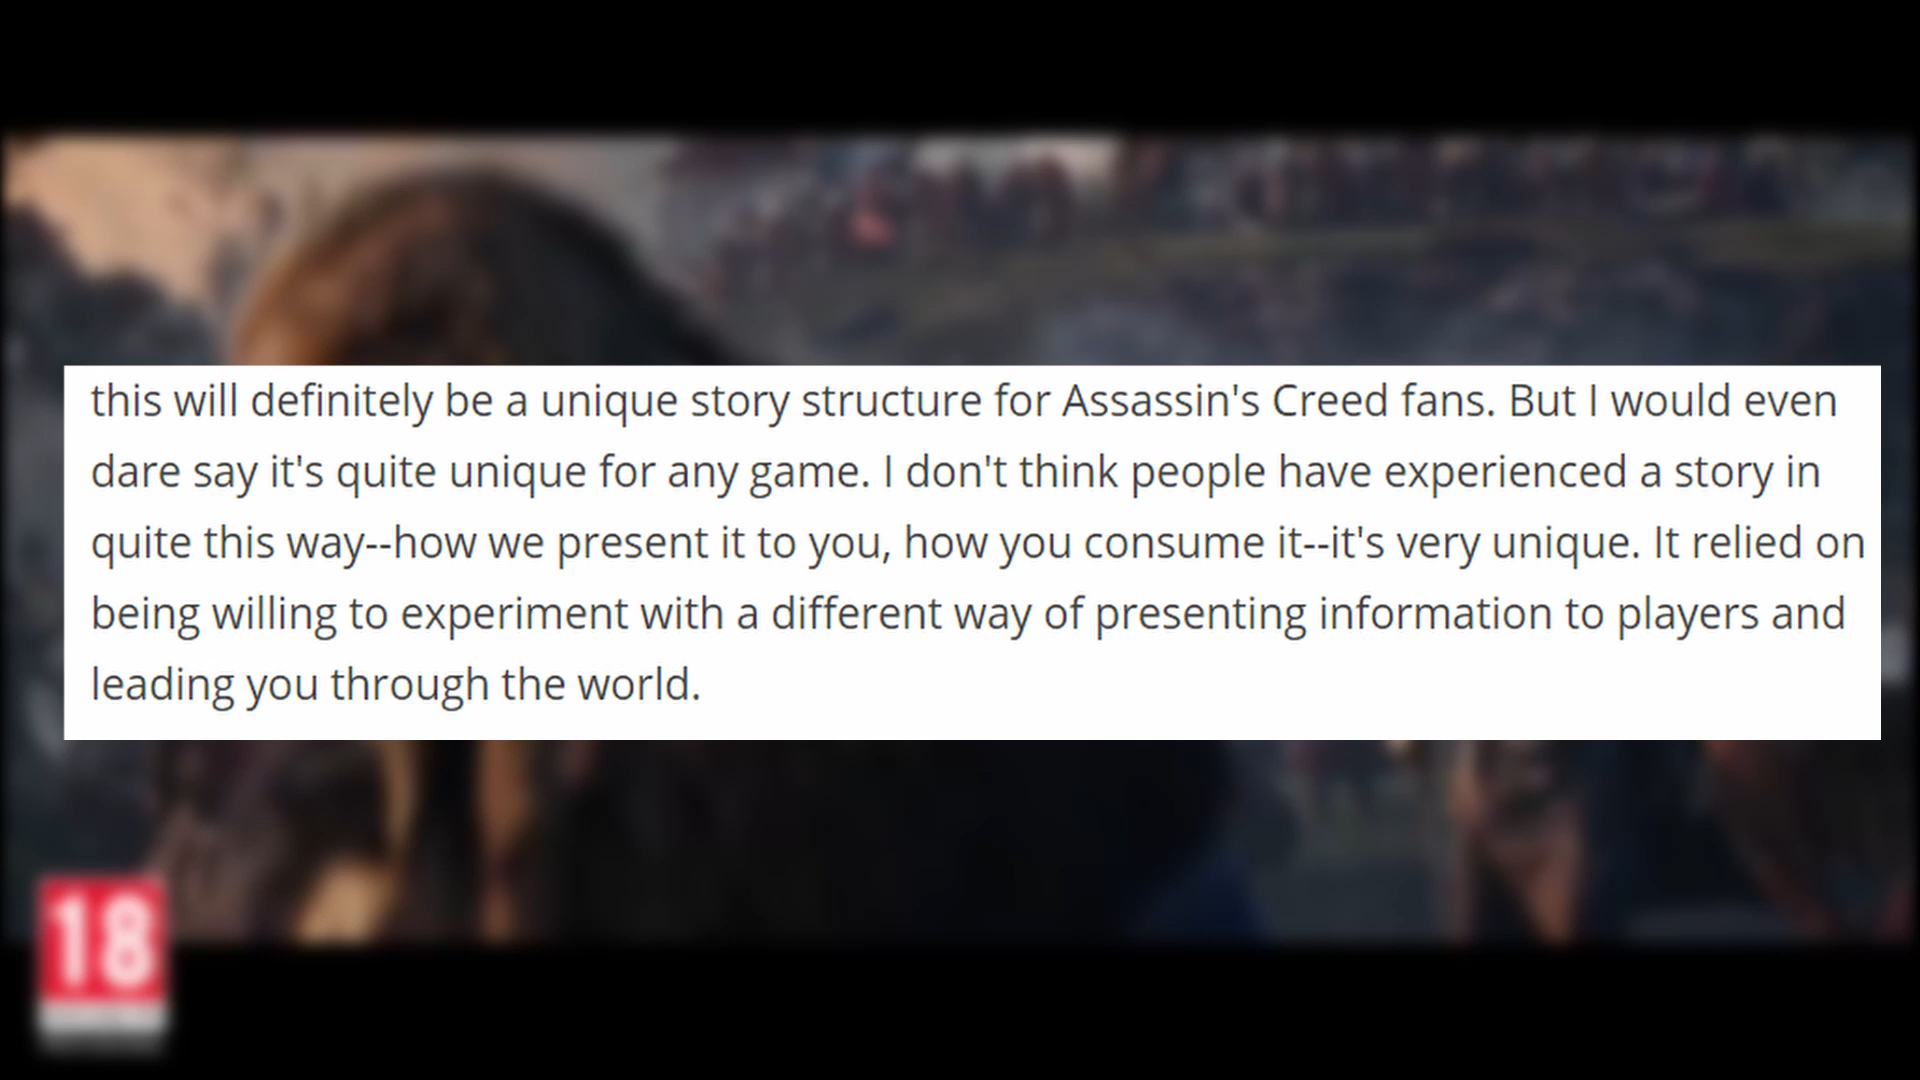 this will definitely be a unique story structure for Assassin's Creed fans. But I would even
dare say it's quite unique for any game. I don't think people have experienced a story in
quite this way--how we present it to you, how you consume it--it's very unique. It relied on
being willing to experiment with a different way of presenting information to players and
leading you through the world.
18